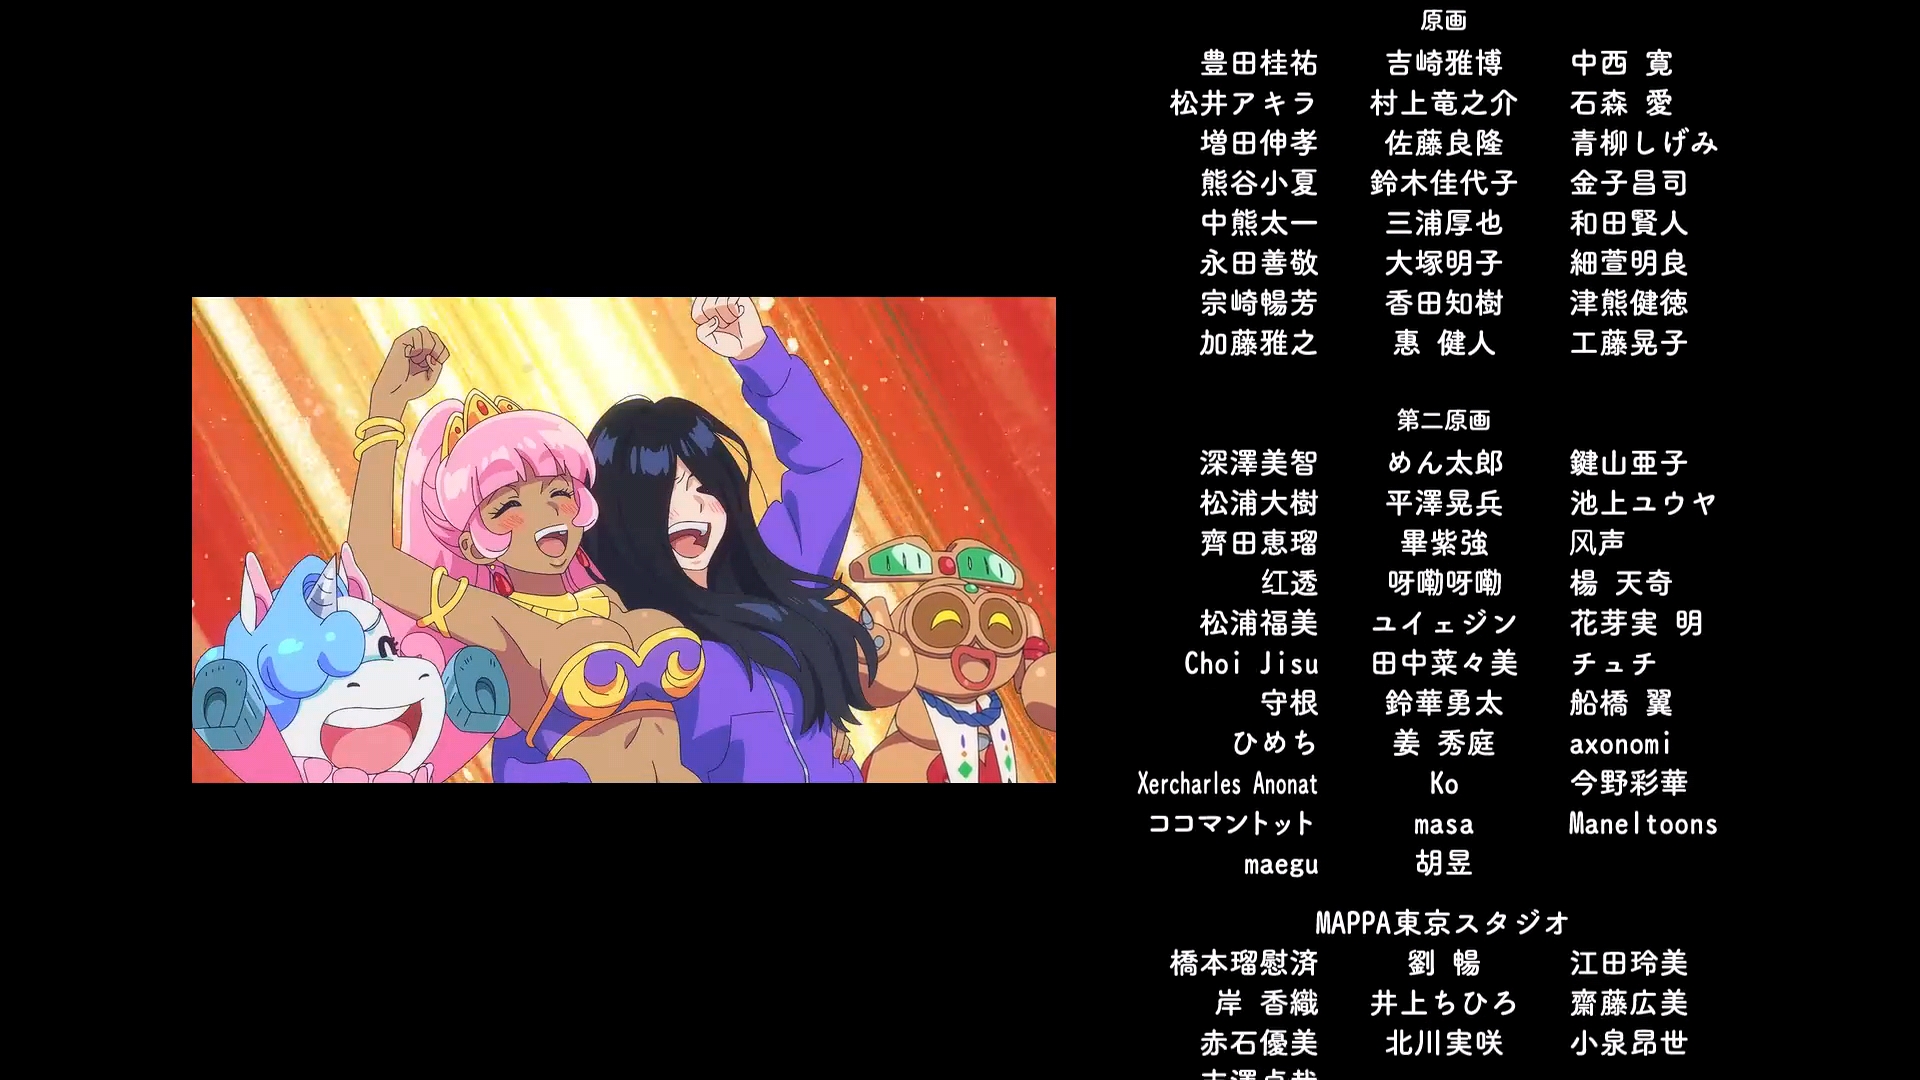 原画
豊田桂祐 吉崎雅博 中西 寛
松井アキラ 村上竜之介 石森 愛
増田伸孝 佐藤良隆 青柳しげみ
熊谷小夏 鈴木佳代子 金子昌司
中熊太一 三浦厚也 和田賢人
永田善敬 大塚明子 細萱明良
宗崎暢芳 香田知樹 津熊健徳
加藤雅之 惠 健人 工藤晃子
第二原画
深澤美智 めん太郎 鍵山亜子
松浦大樹 平澤晃兵 池上ユウヤ
齊田恵瑠 畢紫強 风声
红透 呀嘞呀嘞 楊 天奇
松浦福美 ユイェジン 花芽実 明
Choi Jisu 田中菜々美 チュチ
守根 鈴華勇太 船橋 翼
ひめち 姜 秀庭 axonomi
Xercharles Anonat Ko 今野彩華
ココマントット masa Maneltoons
maegu 胡昱
MAPPA東京スタジオ
橋本瑠慰済 劉 暢 江田玲美
岸 香織 井上ちひろ 齋藤広美
赤石優美 北川実咲 小泉昂世